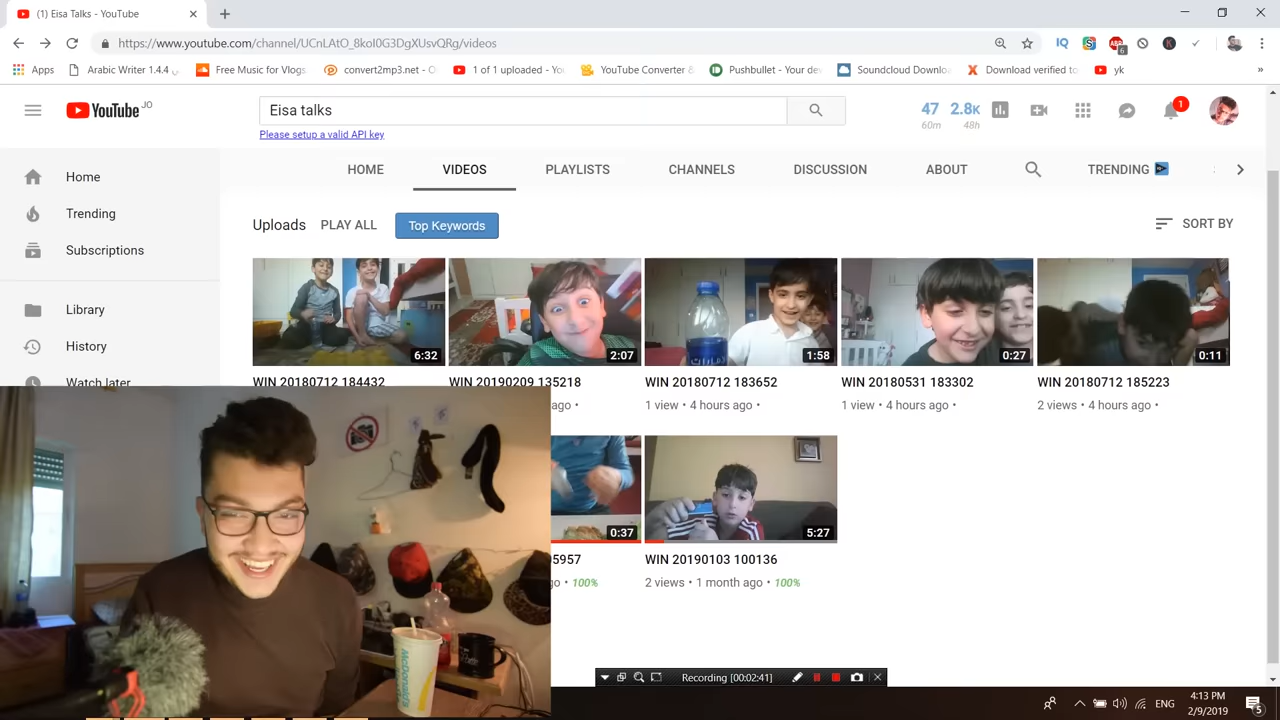 (1) Eisa Talks - YouTube
https://www.youtube.com/channel/UCnLAtO_8koI0G3DgYUsvQRg/videos
Apps Arabic Writer 1.4.4 Free Music for Vlogs convert2mp3.net - O 1 of 1 uploaded - Yo YouTube Converter & Pushbullet - Your de Soundcloud Downlo Download verified to yk »
YouTube JO
Eisa talks
47 60m 2.8K 48h
1
Please setup a valid API key
HOME VIDEOS PLAYLISTS CHANNELS DISCUSSION ABOUT TRENDING
Home
Trending
Subscriptions
Library
History
Watch later
Uploads PLAY ALL Top Keywords SORT BY
6:32 2:07 1:58 0:27 0:11
WIN 20180712 184432 WIN 20190209 135218 WIN 20180712 183652 WIN 20180531 183302 WIN 20180712 185223
ago • 1 view • 4 hours ago • 1 view • 4 hours ago • 2 views • 4 hours ago •
0:37 5:27
5957 WIN 20190103 100136
go • 100% 2 views • 1 month ago • 100%
McDonald's
Recording [00:02:41]
ENG
4:13 PM
2/9/2019
5